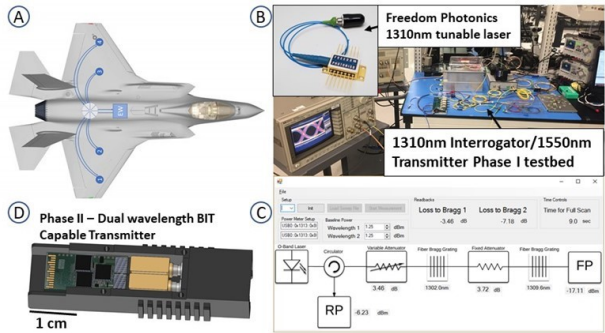 A
EW
B
Freedom Photonics
1310nm tunable laser
1310nm Interrogator/1550nm
Transmitter Phase I testbed
D
Phase II – Dual wavelength BIT
Capable Transmitter
1 cm
C
File
Setup
Init
Power Meter Setup
Baseline Power
Wavelength 1
1.25
dBm
Wavelength 2
1.25
dBm
Readbacks
Loss to Bragg 1
Loss to Bragg 2
-3.46 dB
-7.18 dB
Time Controls
Time for Full Scan
9.0 sec
O-Band Laser
Circulator
Variable Attenuator
Fiber Bragg Grating
Fixed Attenuator
Fiber Bragg Grating
FP
3.46 dB
1302.0nm
3.72 dB
1309.6nm
-17.11 dBm
RP
-6.23 dBm